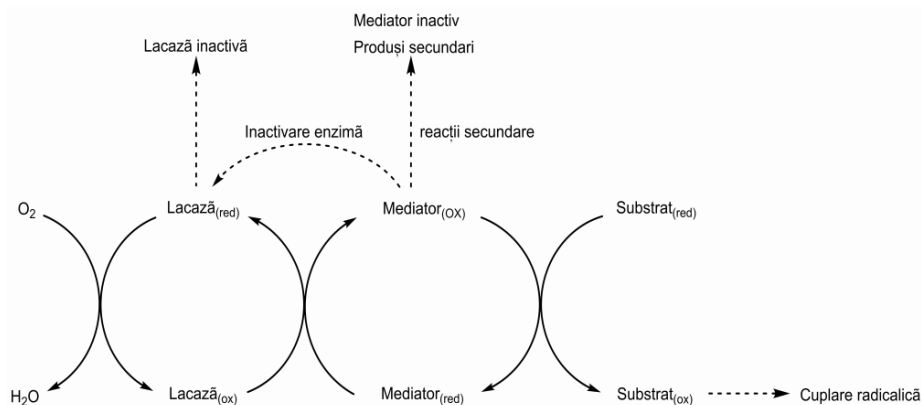 Mediator inactiv
Lacază inactivă
Produși secundari
Inactivare enzimă
reacții secundare
O₂
Lacază(red)
Mediator(OX)
Substrat(red)
H₂O
Lacază(ox)
Mediator(red)
Substrat(ox)
Cuplare radicalică